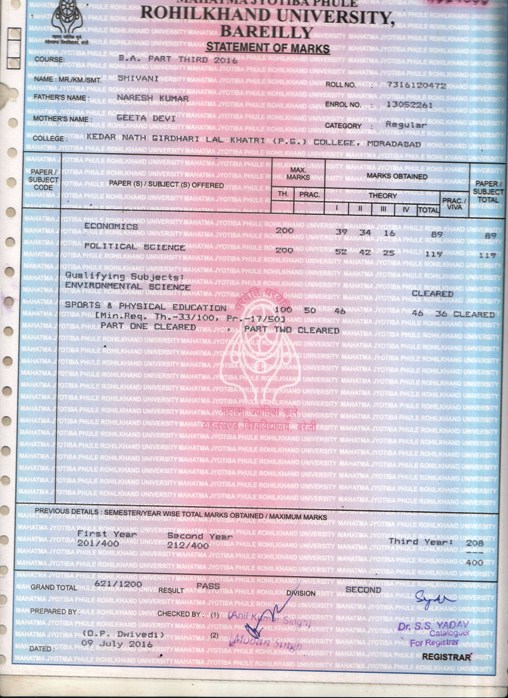 MAHATMA JYOTIBA PHULE
ROHILKHAND UNIVERSITY,
BAREILLY
STATEMENT OF MARKS
COURSE B.A. PART THIRD 2016
NAME : MR./KM./SMT. SHIVANI ROLL NO. : 7316120472
FATHER'S NAME : NARESH KUMAR ENROL NO. : 13052261
MOTHER'S NAME : GEETA DEVI CATEGORY : Regular
COLLEGE : KEDAR NATH GIRDHARI LAL KHATRI (P.G.) COLLEGE, MORADABAD
PAPER / SUBJECT CODE PAPER (S) / SUBJECT (S) OFFERED MAX. MARKS MARKS OBTAINED PAPER / SUBJECT TOTAL
TH. PRAC. THEORY PRAC./ VIVA
I II III IV TOTAL
ECONOMICS 200 39 34 16 89 89
POLITICAL SCIENCE 200 52 42 25 119 119
Qualifying Subjects:
ENVIRONMENTAL SCIENCE CLEARED
SPORTS & PHYSICAL EDUCATION 100 50 46 46 36 CLEARED
[Min.Req. Th.-33/100, Pr.-17/50]
PART ONE CLEARED , PART TWO CLEARED
PREVIOUS DETAILS : SEMESTER/YEAR WISE TOTAL MARKS OBTAINED / MAXIMUM MARKS
First Year Second Year Third Year: 208
201/400 212/400 ---
400
GRAND TOTAL 621/1200 RESULT PASS DIVISION SECOND
PREPARED BY : CHECKED BY : (1) (Anil Kumar Singh)
(D.P. Dwivedi) (2) Mohan Singh
DATED : 09 July 2016
Dr. S.S. YADAV
Cataloguer
For Registrar
REGISTRAR